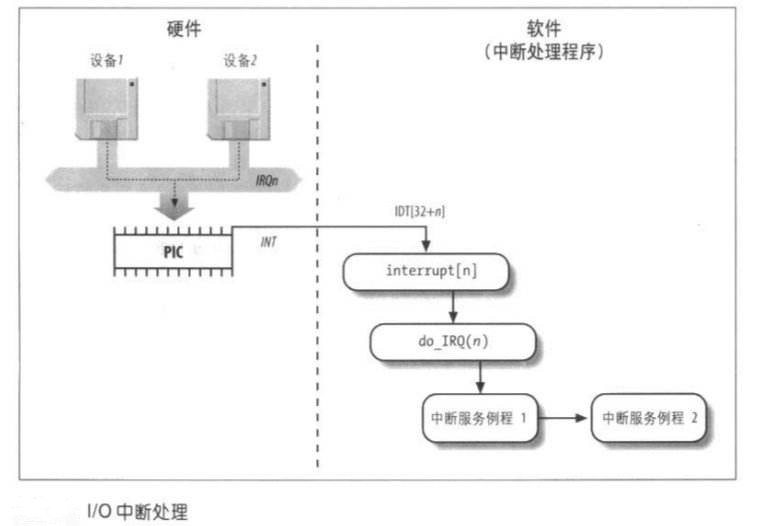 硬件
软件
(中断处理程序)
设备1
设备2
IRQn
PIC
INT
IDT[32+n]
interrupt[n]
do_IRQ(n)
中断服务例程 1
中断服务例程 2
I/O 中断处理